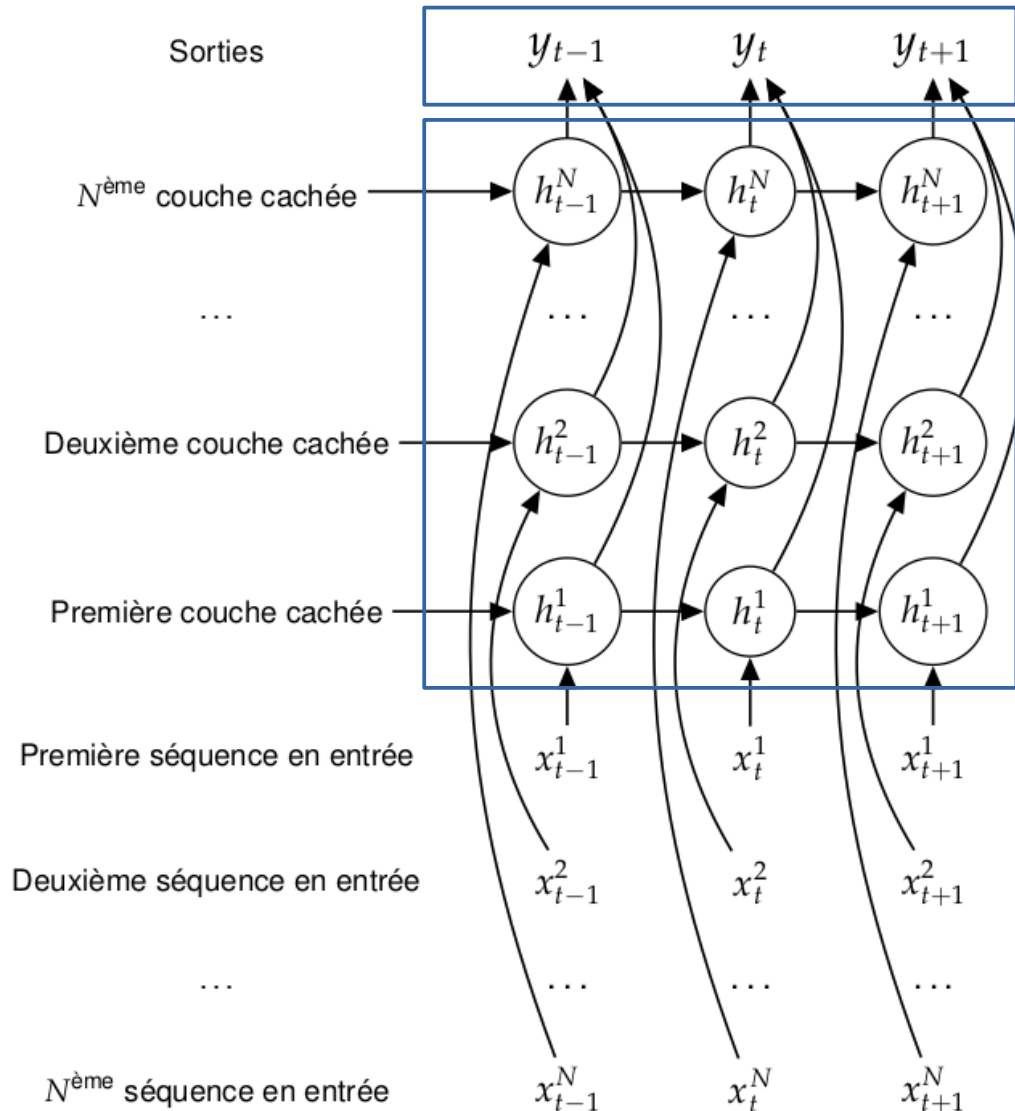 Sorties y_{t−1} y_t y_{t+1}
N^{ème} couche cachée h^N_{t−1} h^N_t h^N_{t+1}
... ... ... ...
Deuxième couche cachée h^2_{t−1} h^2_t h^2_{t+1}
Première couche cachée h^1_{t−1} h^1_t h^1_{t+1}
Première séquence en entrée x^1_{t−1} x^1_t x^1_{t+1}
Deuxième séquence en entrée x^2_{t−1} x^2_t x^2_{t+1}
... ... ... ...
N^{ème} séquence en entrée x^N_{t−1} x^N_t x^N_{t+1}